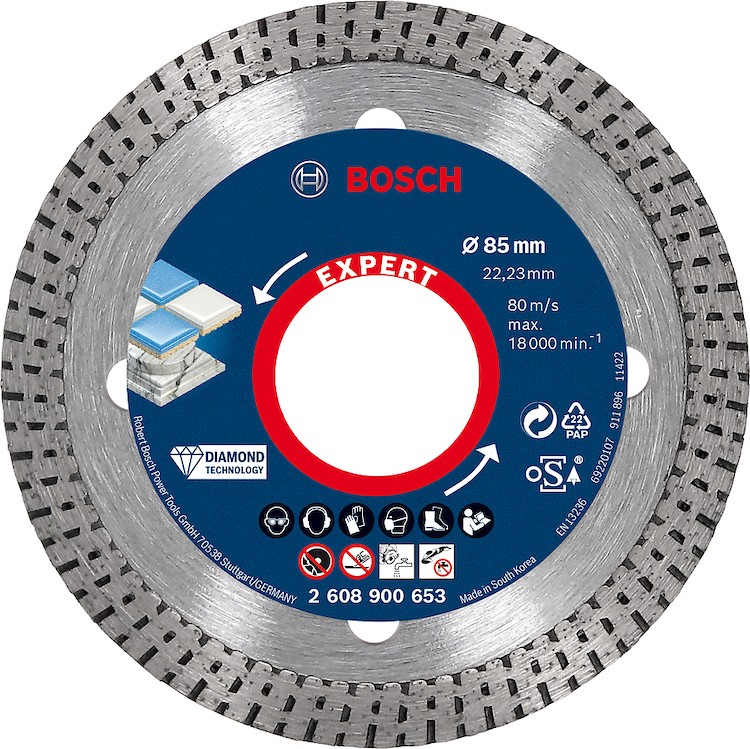 BOSCH
Ø 85 mm
22,23 mm
EXPERT
80 m/s
max.
18 000 min.⁻¹
22
PAP
DIAMOND
TECHNOLOGY
S®
EN 13236 69220107 911 896 11422
2 608 900 653
Robert Bosch Power Tools GmbH 70538 Stuttgart/GERMANY
Made in South Korea